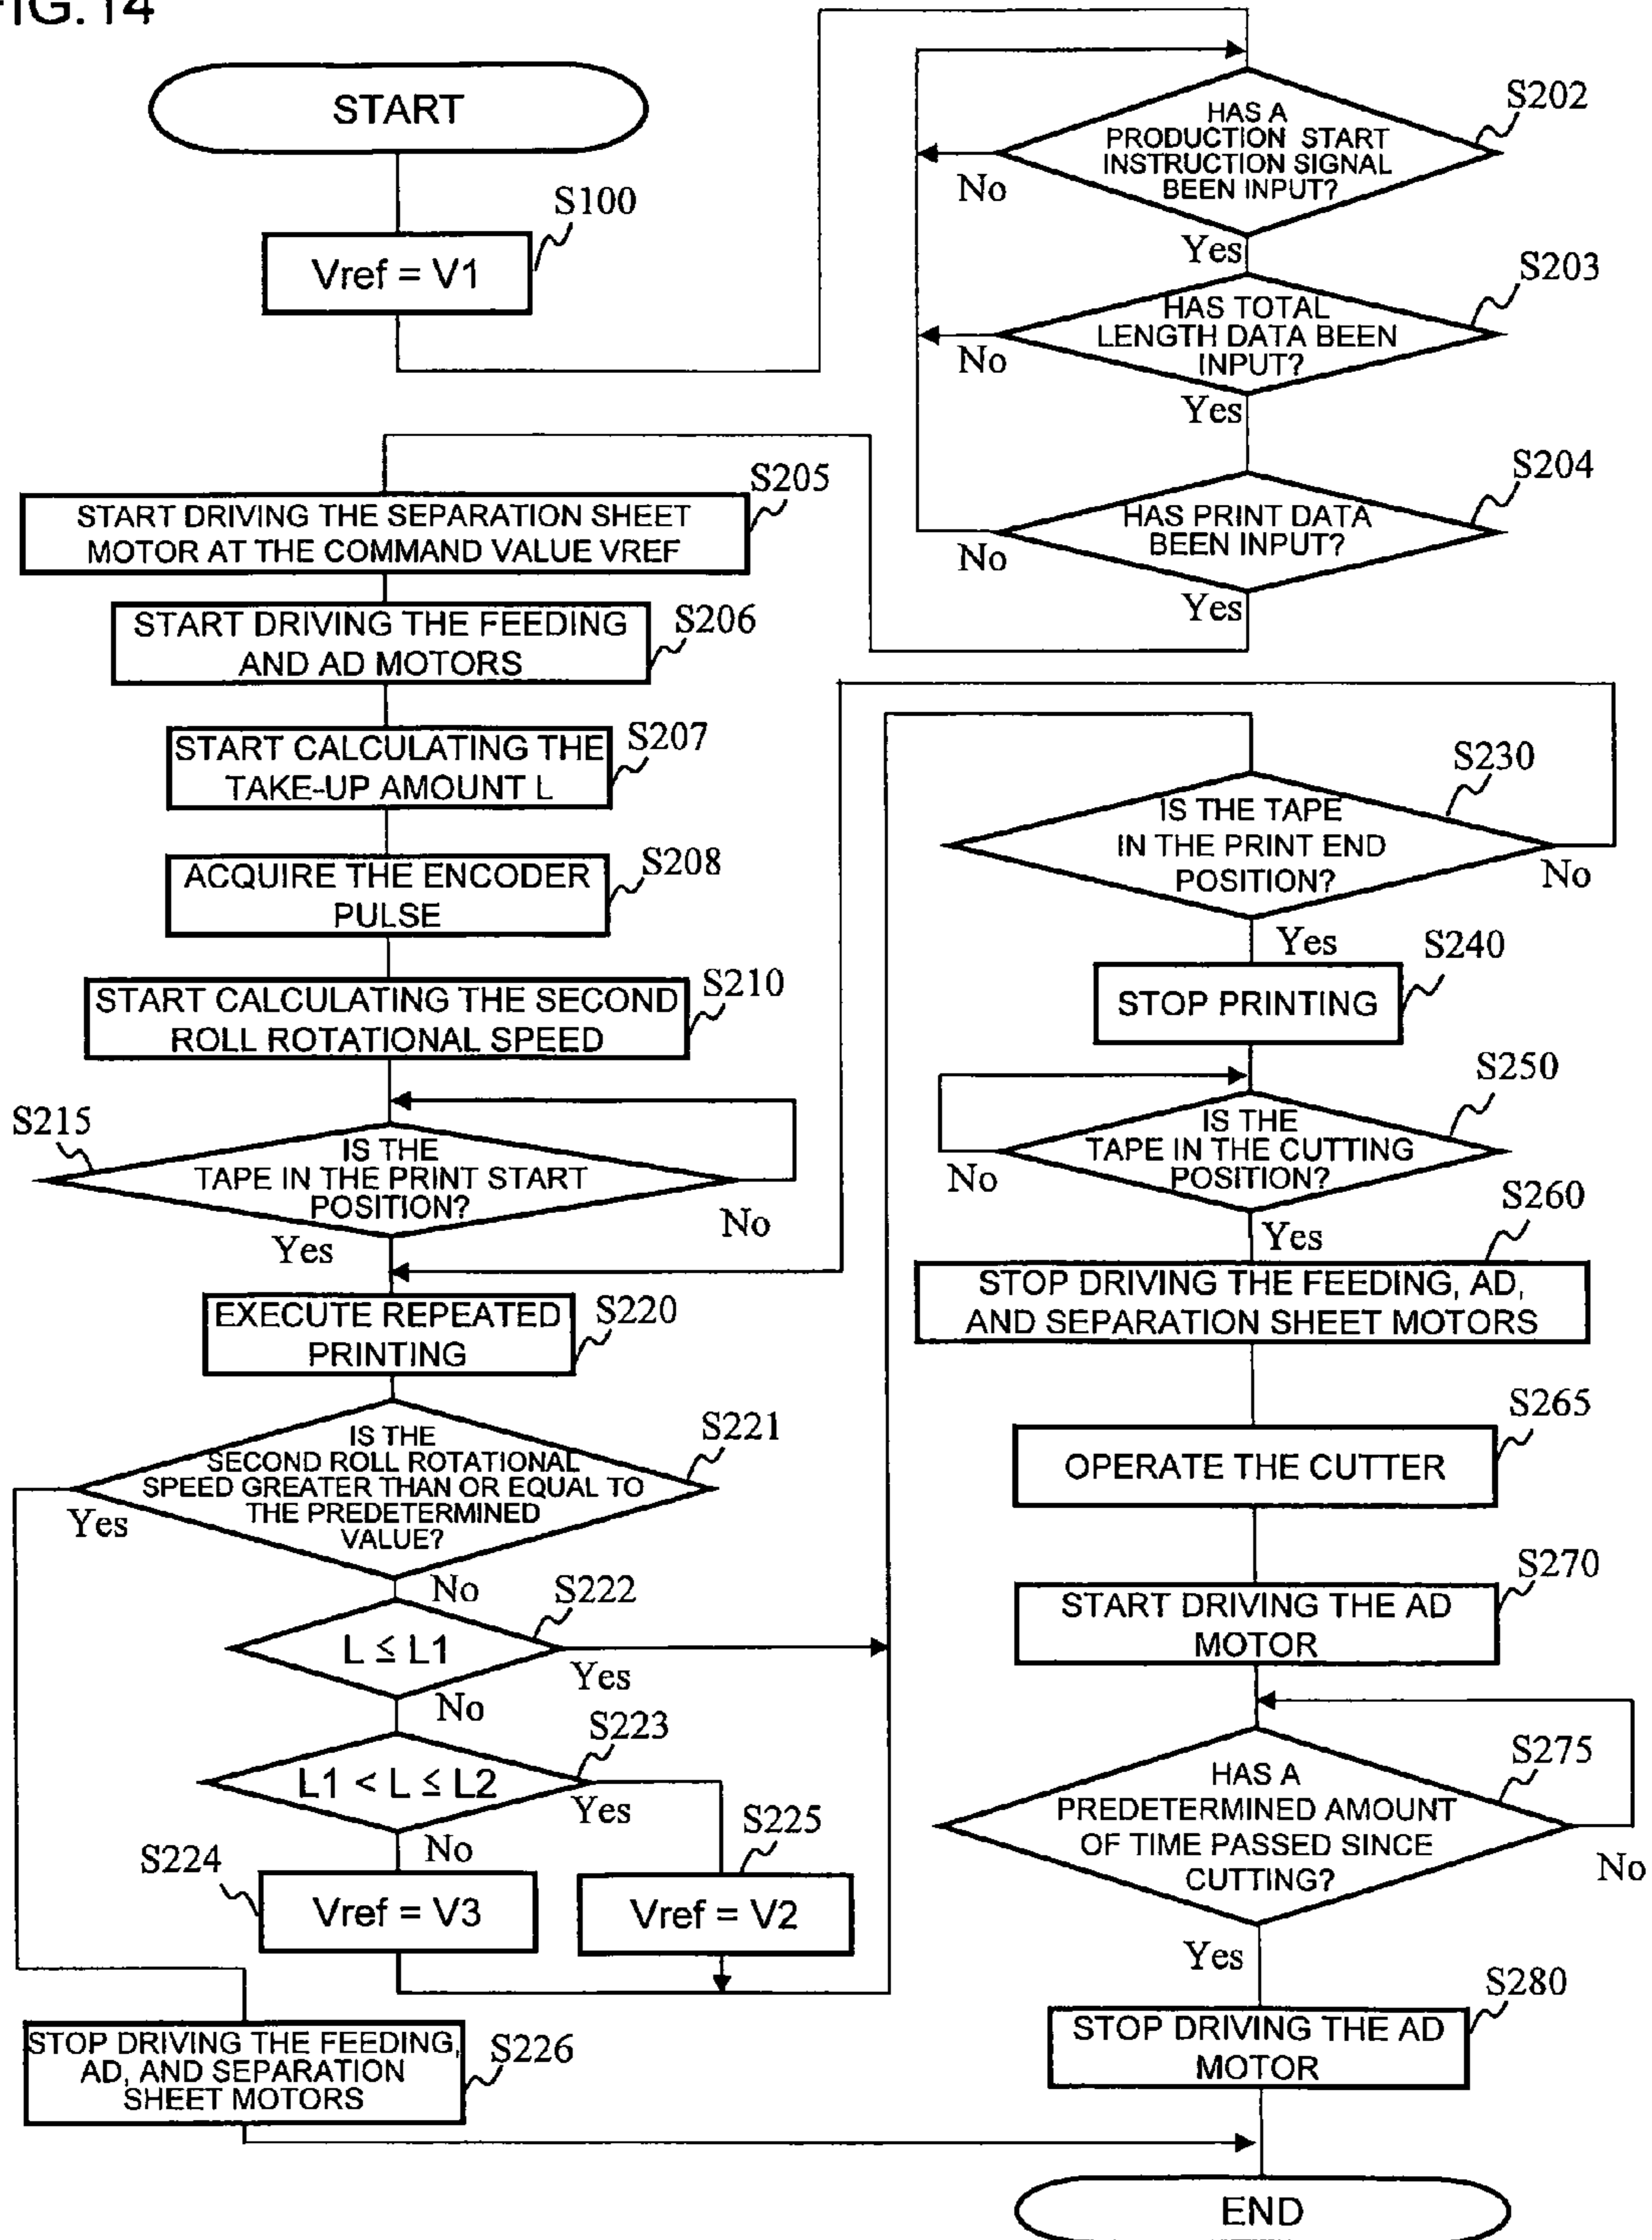 FIG. 14
START
S100
Vref = V1
S202
HAS A
PRODUCTION START
INSTRUCTION SIGNAL
BEEN INPUT?
No
Yes
S203
HAS TOTAL
LENGTH DATA BEEN
INPUT?
No
Yes
S204
HAS PRINT DATA
BEEN INPUT?
No
Yes
S205
START DRIVING THE SEPARATION SHEET
MOTOR AT THE COMMAND VALUE VREF
S206
START DRIVING THE FEEDING
AND AD MOTORS
S207
START CALCULATING THE
TAKE-UP AMOUNT L
S208
ACQUIRE THE ENCODER
PULSE
S210
START CALCULATING THE SECOND
ROLL ROTATIONAL SPEED
S215
IS THE
TAPE IN THE PRINT START
POSITION?
No
Yes
S220
EXECUTE REPEATED
PRINTING
S221
IS THE
SECOND ROLL ROTATIONAL
SPEED GREATER THAN OR EQUAL TO
THE PREDETERMINED
VALUE?
Yes
No
S222
L ≤ L1
Yes
No
S223
L1 < L ≤ L2
Yes
No
S224
Vref = V3
S225
Vref = V2
S226
STOP DRIVING THE FEEDING,
AD, AND SEPARATION
SHEET MOTORS
S230
IS THE TAPE
IN THE PRINT END
POSITION?
No
Yes
S240
STOP PRINTING
S250
IS THE
TAPE IN THE CUTTING
POSITION?
No
Yes
S260
STOP DRIVING THE FEEDING, AD,
AND SEPARATION SHEET MOTORS
S265
OPERATE THE CUTTER
S270
START DRIVING THE AD
MOTOR
S275
HAS A
PREDETERMINED AMOUNT
OF TIME PASSED SINCE
CUTTING?
No
Yes
S280
STOP DRIVING THE AD
MOTOR
END